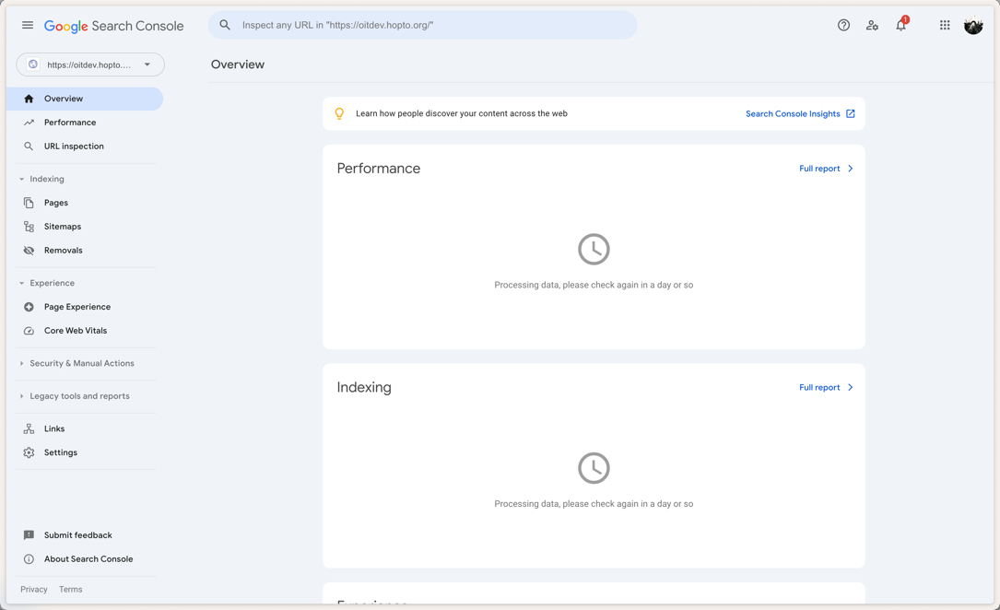 Google Search Console
Inspect any URL in "https://oitdev.hopto.org/"
1
https://oitdev.hopto....
Overview
Overview
Performance
URL inspection
Indexing
Pages
Sitemaps
Removals
Experience
Page Experience
Core Web Vitals
Security & Manual Actions
Legacy tools and reports
Links
Settings
Submit feedback
About Search Console
Privacy Terms
Learn how people discover your content across the web
Search Console Insights
Performance
Full report
Processing data, please check again in a day or so
Indexing
Full report
Processing data, please check again in a day or so
Experience